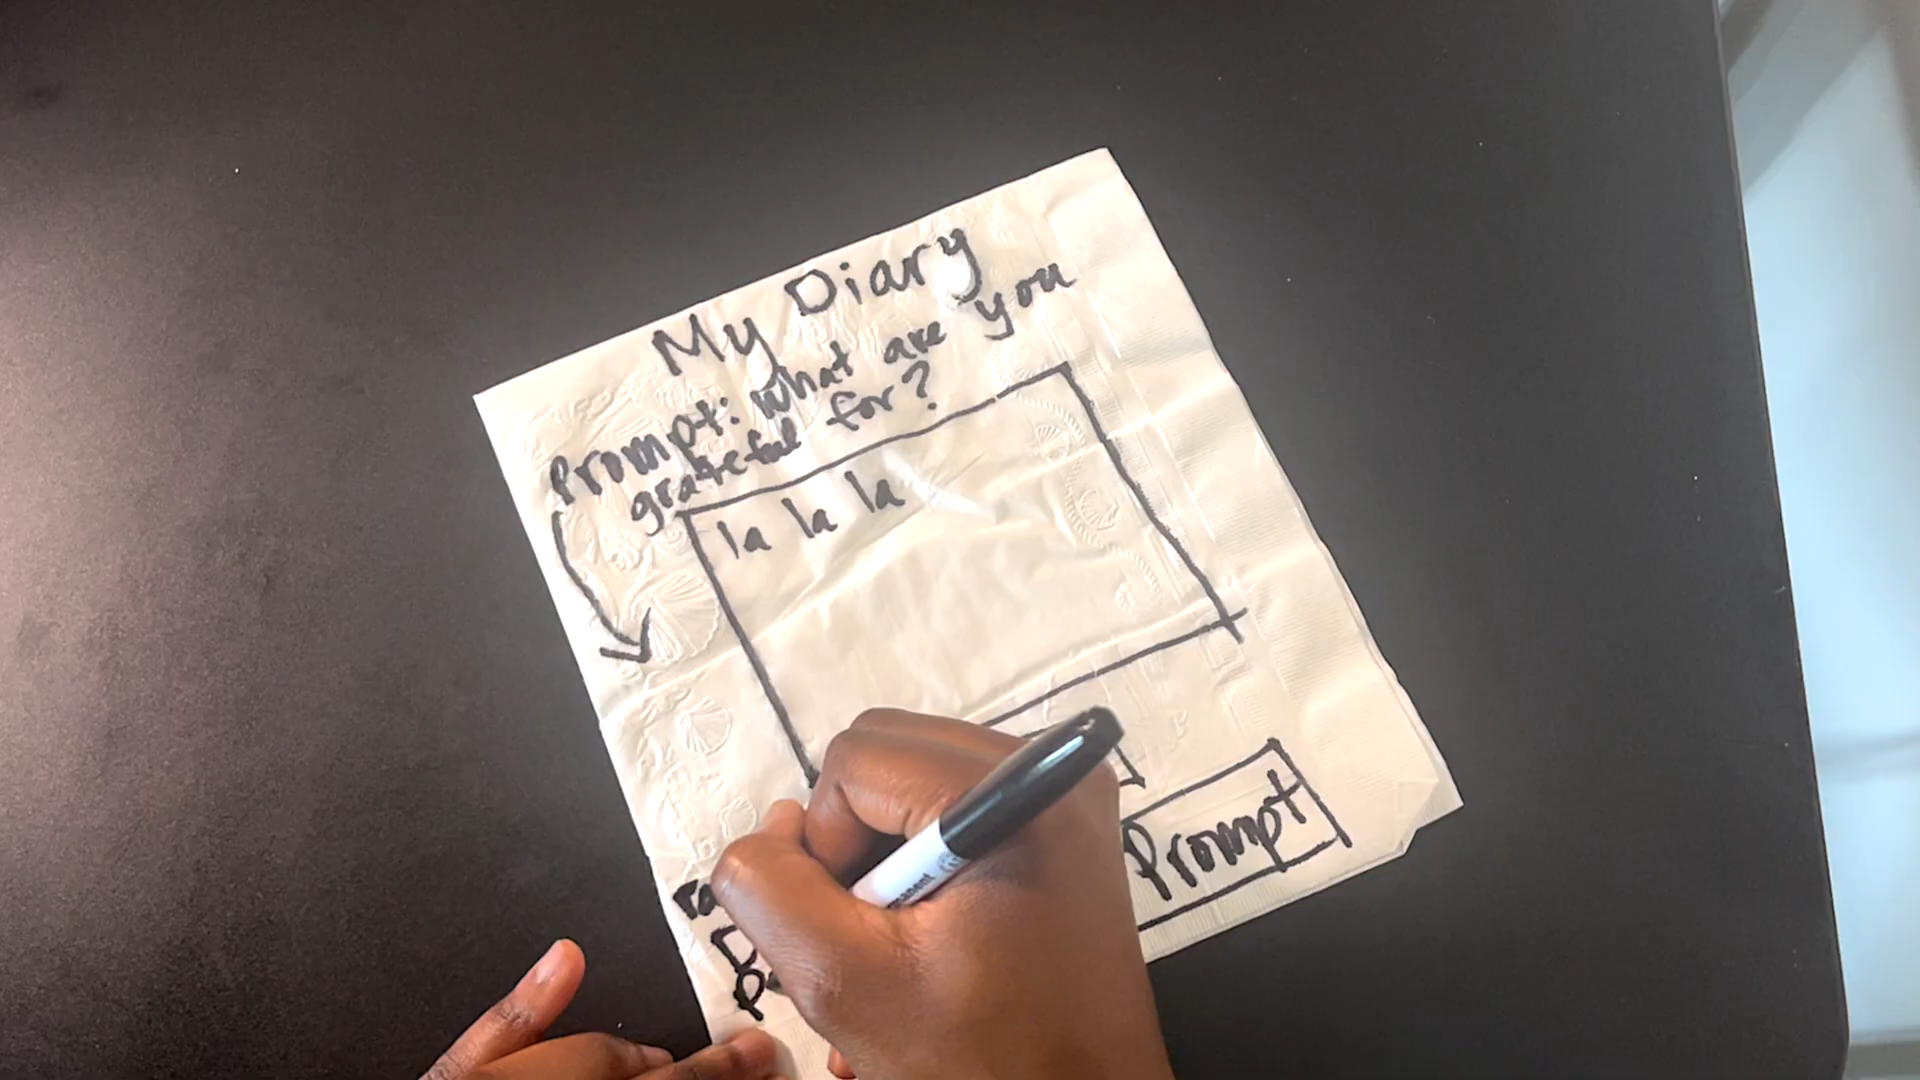 My Diary
Prompt: What are you
grateful for?
la la la
Prompt